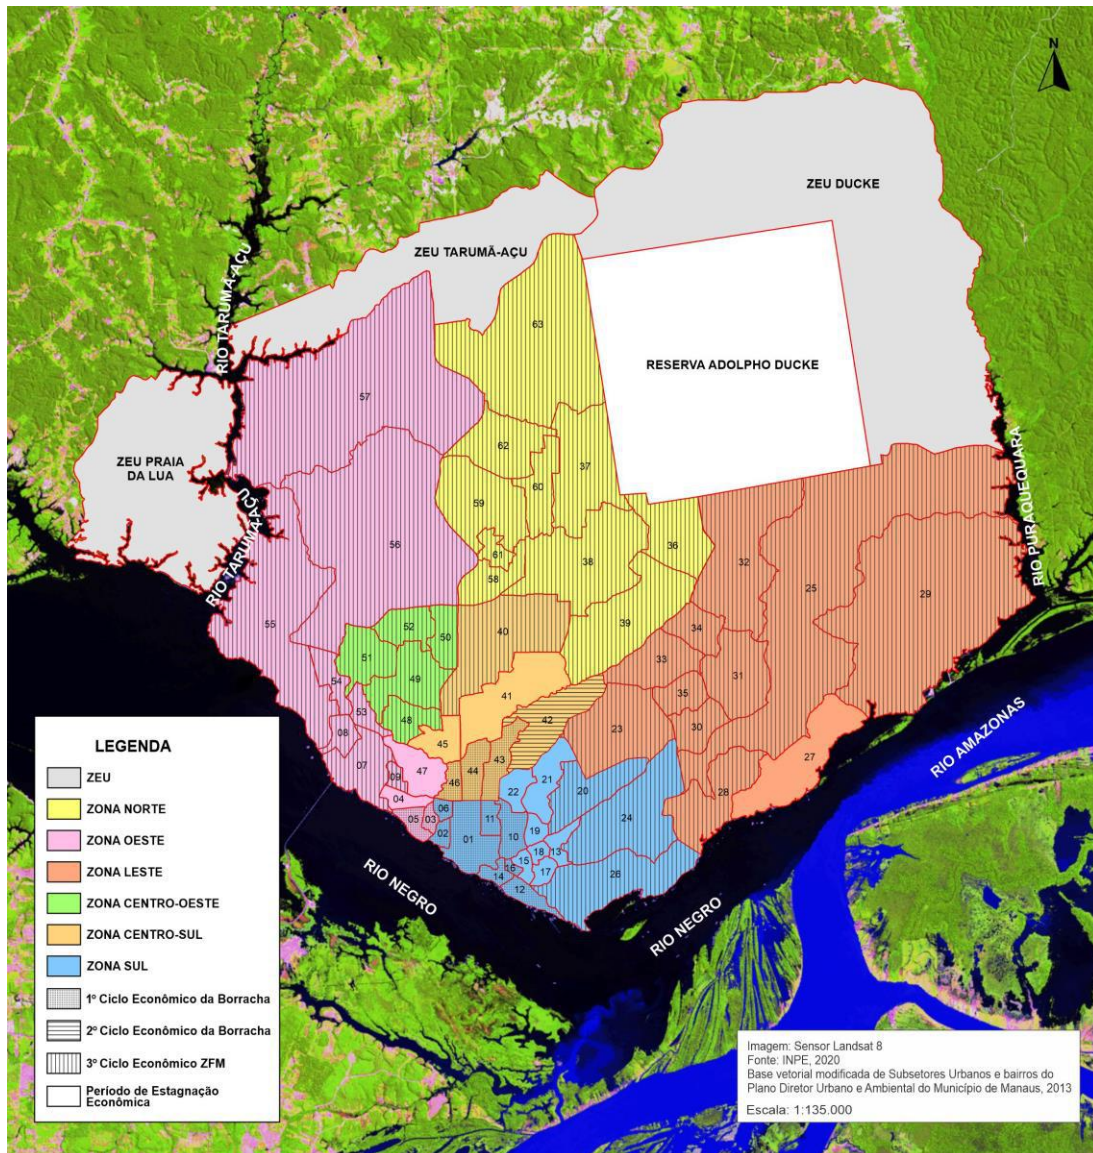 N
ZEU DUCKE
ZEU TARUMÃ-AÇU
RIO TARUMÃ-AÇU
63
RESERVA ADOLPHO DUCKE
57
62
37
ZEU PRAIA
DA LUA
60
59
RIO TARUMÃ-AÇU
RIO PURAQUEQUARA
56
61
36
38
32
25
58
29
55
52
50
40
39
34
51
33
54
49
31
41
35
53
48
42
30
08
45
43
23
27
RIO AMAZONAS
07
09
47
44
46
28
04
22
21
20
05
03
06
02
01
11
10
19
24
18
13
15
16
17
14
12
26
RIO NEGRO
RIO NEGRO
LEGENDA
ZEU
ZONA NORTE
ZONA OESTE
ZONA LESTE
ZONA CENTRO-OESTE
ZONA CENTRO-SUL
ZONA SUL
1º Ciclo Econômico da Borracha
2º Ciclo Econômico da Borracha
3º Ciclo Econômico ZFM
Período de Estagnação
Econômica
Imagem: Sensor Landsat 8
Fonte: INPE, 2020
Base vetorial modificada de Subsetores Urbanos e bairros do
Plano Diretor Urbano e Ambiental do Município de Manaus, 2013
Escala: 1:135.000